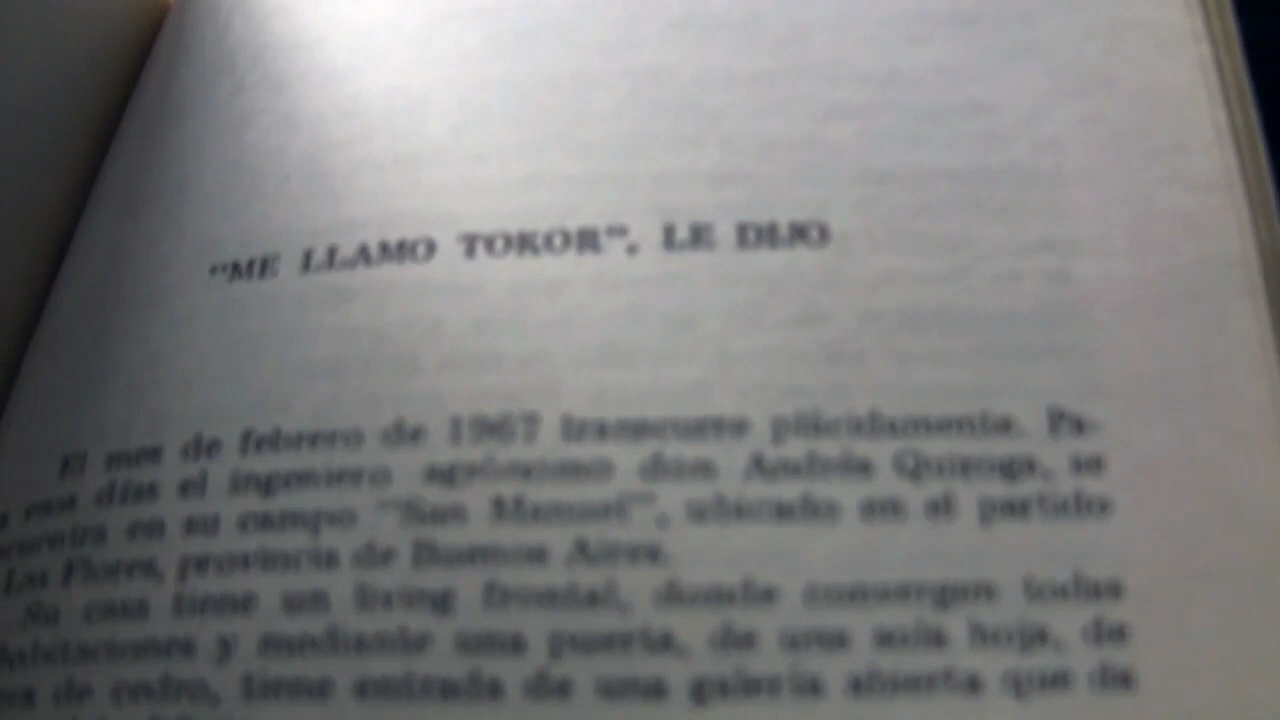 "ME LLAMO TOKOR", LE DIJO
El mes de febrero de 1967 transcurre plácidamente. Pa-
esos días el ingeniero agrónomo don Andrés Quiroga, se
en su campo "San Manuel", ubicado en el partido
Las Flores, provincia de Buenos Aires.
Su casa tiene un living frontal, donde convergen todas
habitaciones y mediante una puerta, de una sola hoja, de
de cedro, tiene entrada de una galería abierta que da